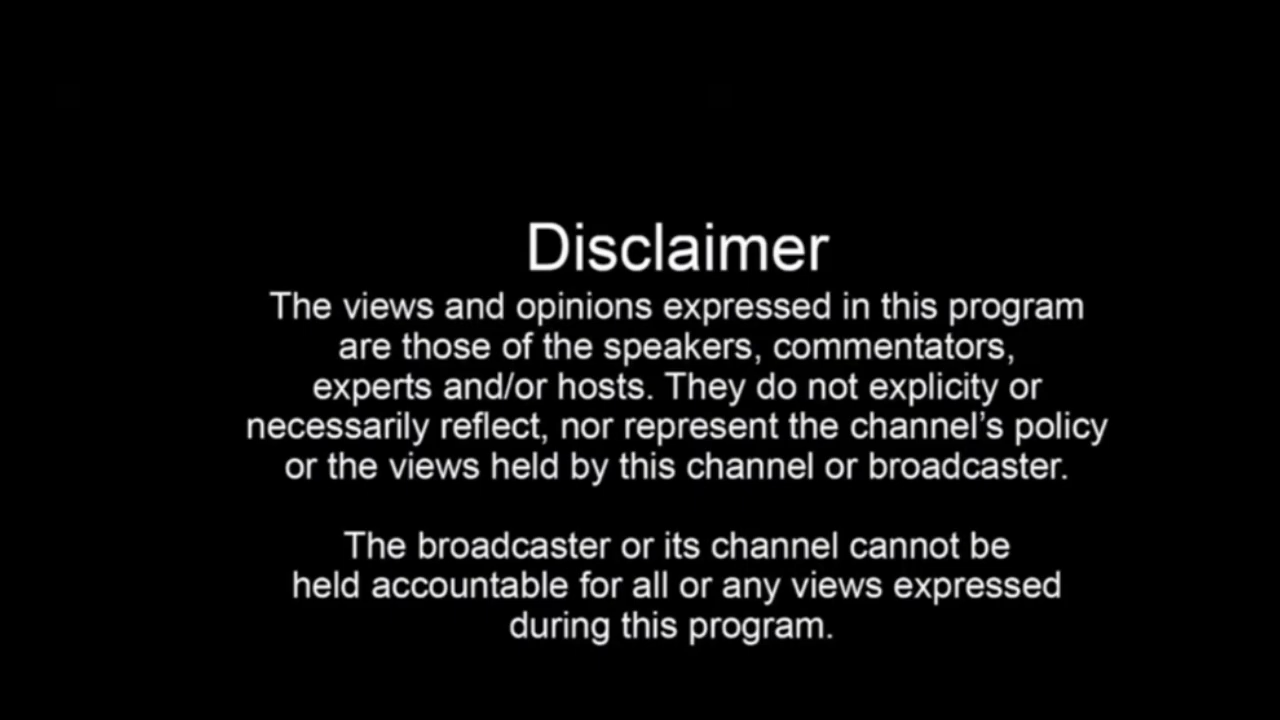 Disclaimer
The views and opinions expressed in this program
are those of the speakers, commentators,
experts and/or hosts. They do not explicity or
necessarily reflect, nor represent the channel’s policy
or the views held by this channel or broadcaster.
The broadcaster or its channel cannot be
held accountable for all or any views expressed
during this program.